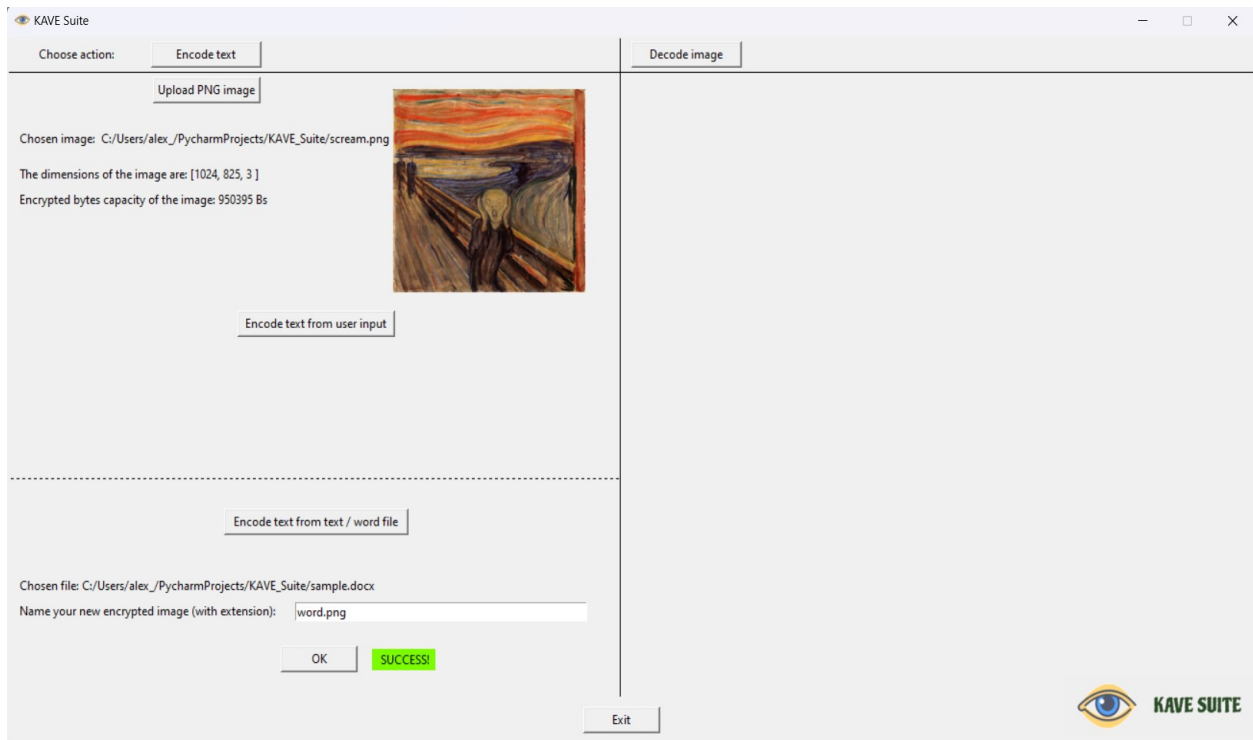 KAVE Suite
Choose action:
Encode text
Decode image
Upload PNG image
Chosen image: C:/Users/alex_/PycharmProjects/KAVE_Suite/scream.png
The dimensions of the image are: [1024, 825, 3 ]
Encrypted bytes capacity of the image: 950395 Bs
Encode text from user input
Encode text from text / word file
Chosen file: C:/Users/alex_/PycharmProjects/KAVE_Suite/sample.docx
Name your new encrypted image (with extension): word.png
OK
SUCCESS!
Exit
KAVE SUITE